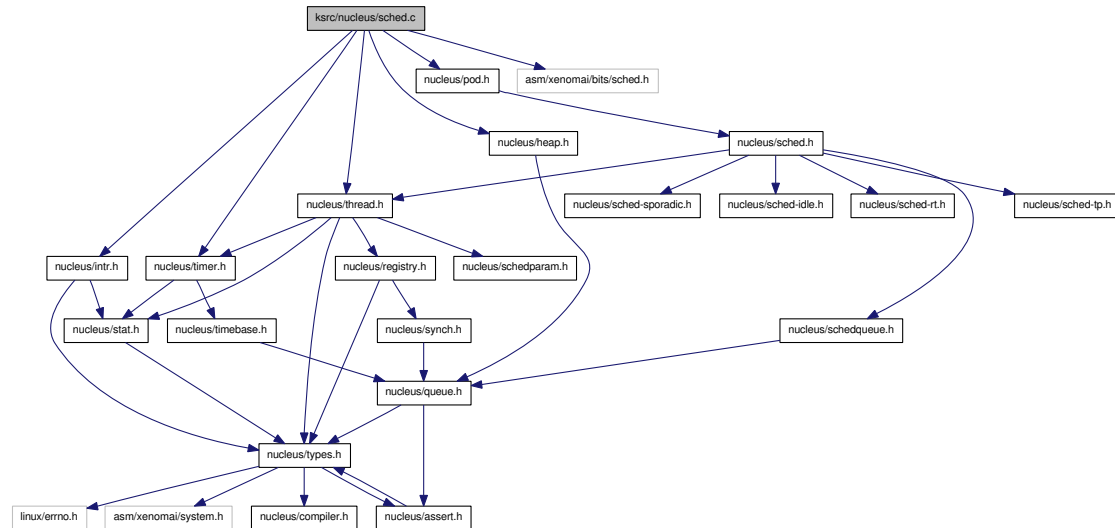 ksrc/nucleus/sched.c
nucleus/pod.h
asm/xenomai/bits/sched.h
nucleus/heap.h
nucleus/sched.h
nucleus/thread.h
nucleus/sched-sporadic.h
nucleus/sched-idle.h
nucleus/sched-rt.h
nucleus/sched-tp.h
nucleus/intr.h
nucleus/timer.h
nucleus/registry.h
nucleus/schedparam.h
nucleus/stat.h
nucleus/timebase.h
nucleus/synch.h
nucleus/schedqueue.h
nucleus/queue.h
nucleus/types.h
linux/errno.h
asm/xenomai/system.h
nucleus/compiler.h
nucleus/assert.h